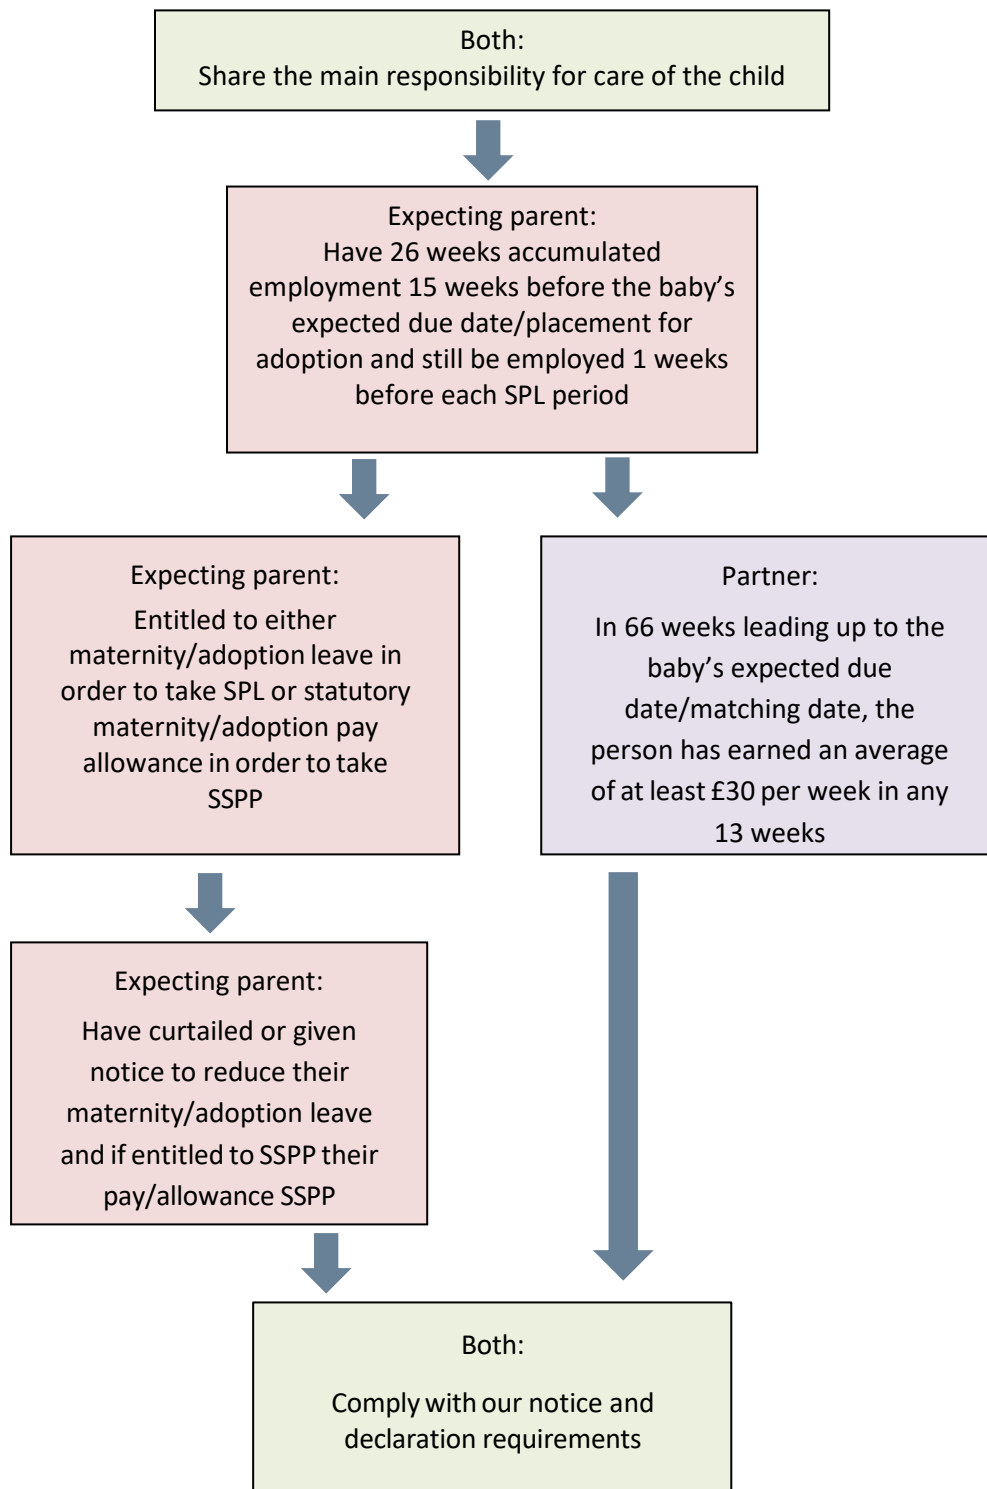 Both:
Share the main responsibility for care of the child
Expecting parent:
Have 26 weeks accumulated
employment 15 weeks before the baby’s
expected due date/placement for
adoption and still be employed 1 weeks
before each SPL period
Expecting parent:
Entitled to either
maternity/adoption leave in
order to take SPL or statutory
maternity/adoption pay
allowance in order to take
SSPP
Partner:
In 66 weeks leading up to the
baby’s expected due
date/matching date, the
person has earned an average
of at least £30 per week in any
13 weeks
Expecting parent:
Have curtailed or given
notice to reduce their
maternity/adoption leave
and if entitled to SSPP their
pay/allowance SSPP
Both:
Comply with our notice and
declaration requirements